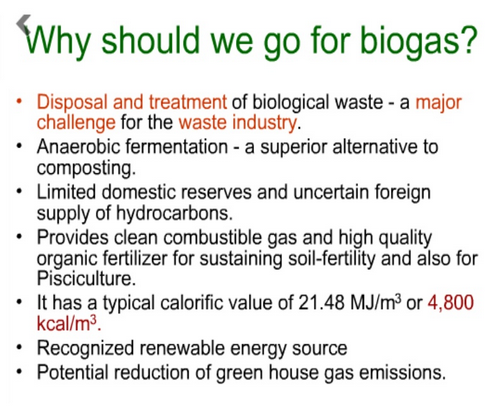 Why should we go for biogas?
• Disposal and treatment of biological waste - a major
challenge for the waste industry.
• Anaerobic fermentation - a superior alternative to
composting.
• Limited domestic reserves and uncertain foreign
supply of hydrocarbons.
• Provides clean combustible gas and high quality
organic fertilizer for sustaining soil-fertility and also for
Pisciculture.
• It has a typical calorific value of 21.48 MJ/m³ or 4,800
kcal/m³.
• Recognized renewable energy source
• Potential reduction of green house gas emissions.